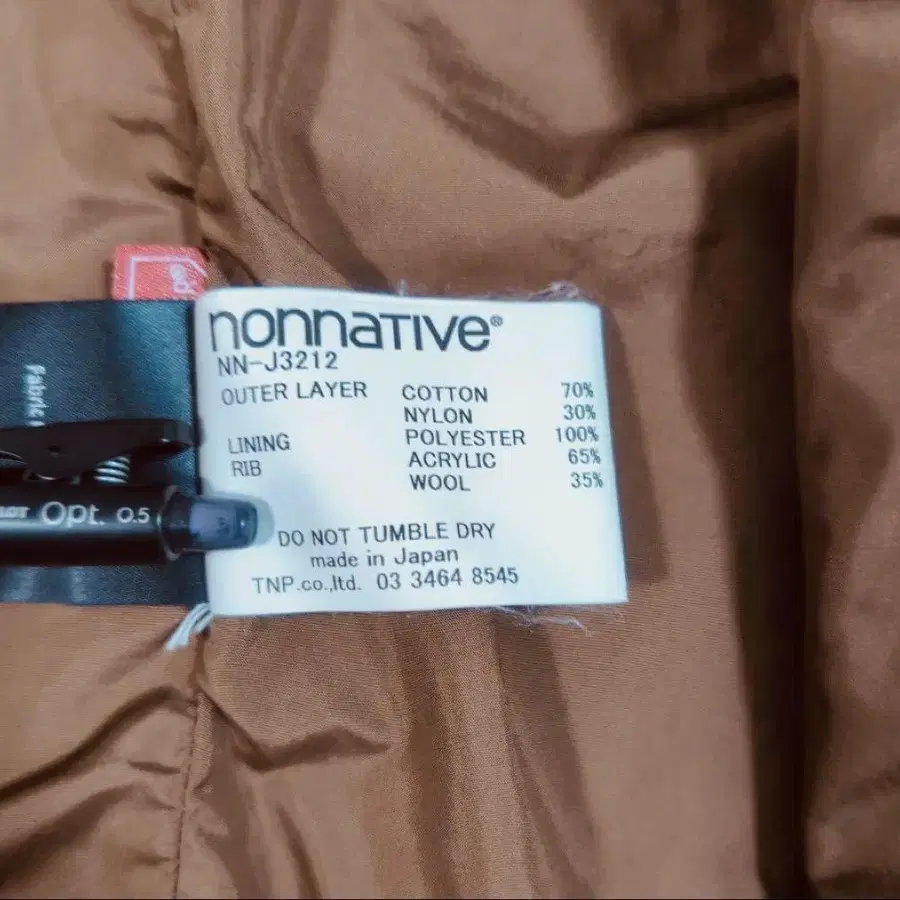 nonnaTIVE®
NN-J3212
OUTER LAYER COTTON 70%
NYLON 30%
LINING POLYESTER 100%
RIB ACRYLIC 65%
WOOL 35%
DO NOT TUMBLE DRY
made in Japan
TNP.co.,ltd. 03 3464 8545
Fabric
Opt. 0.5